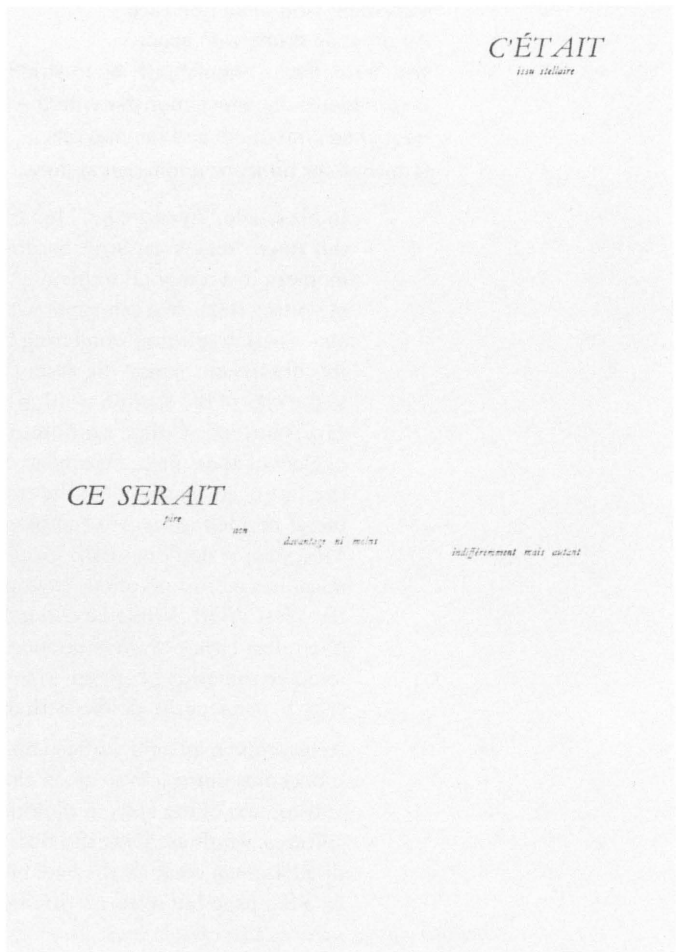 C'ÉTAIT
issu stellaire
CE SERAIT
pire
non
davantage ni moins
indifféremment mais autant